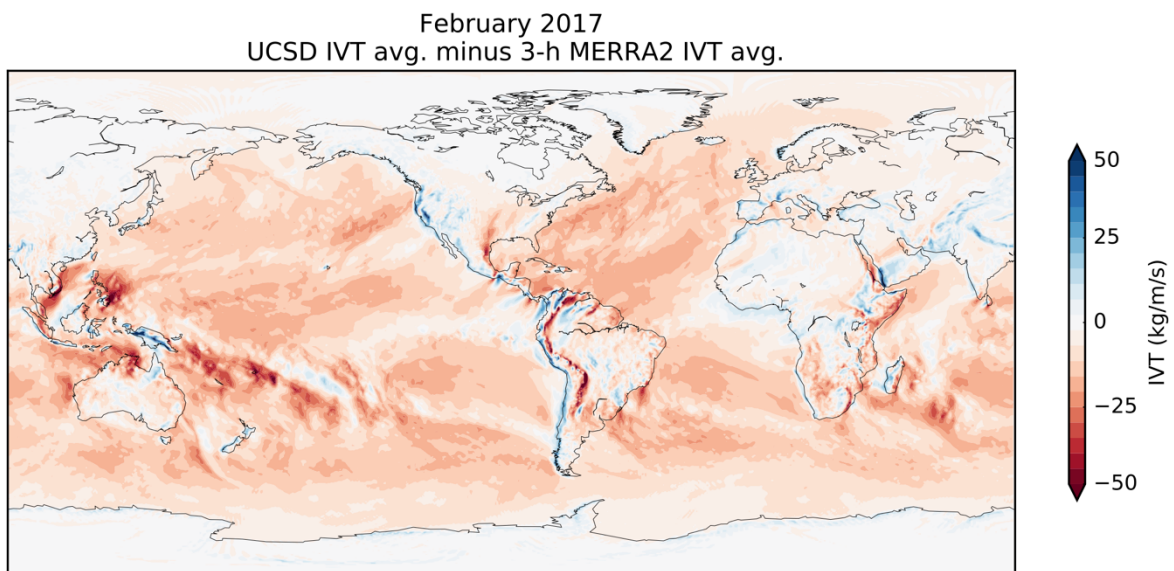 February 2017
UCSD IVT avg. minus 3-h MERRA2 IVT avg.
50
25
0
−25
−50
IVT (kg/m/s)